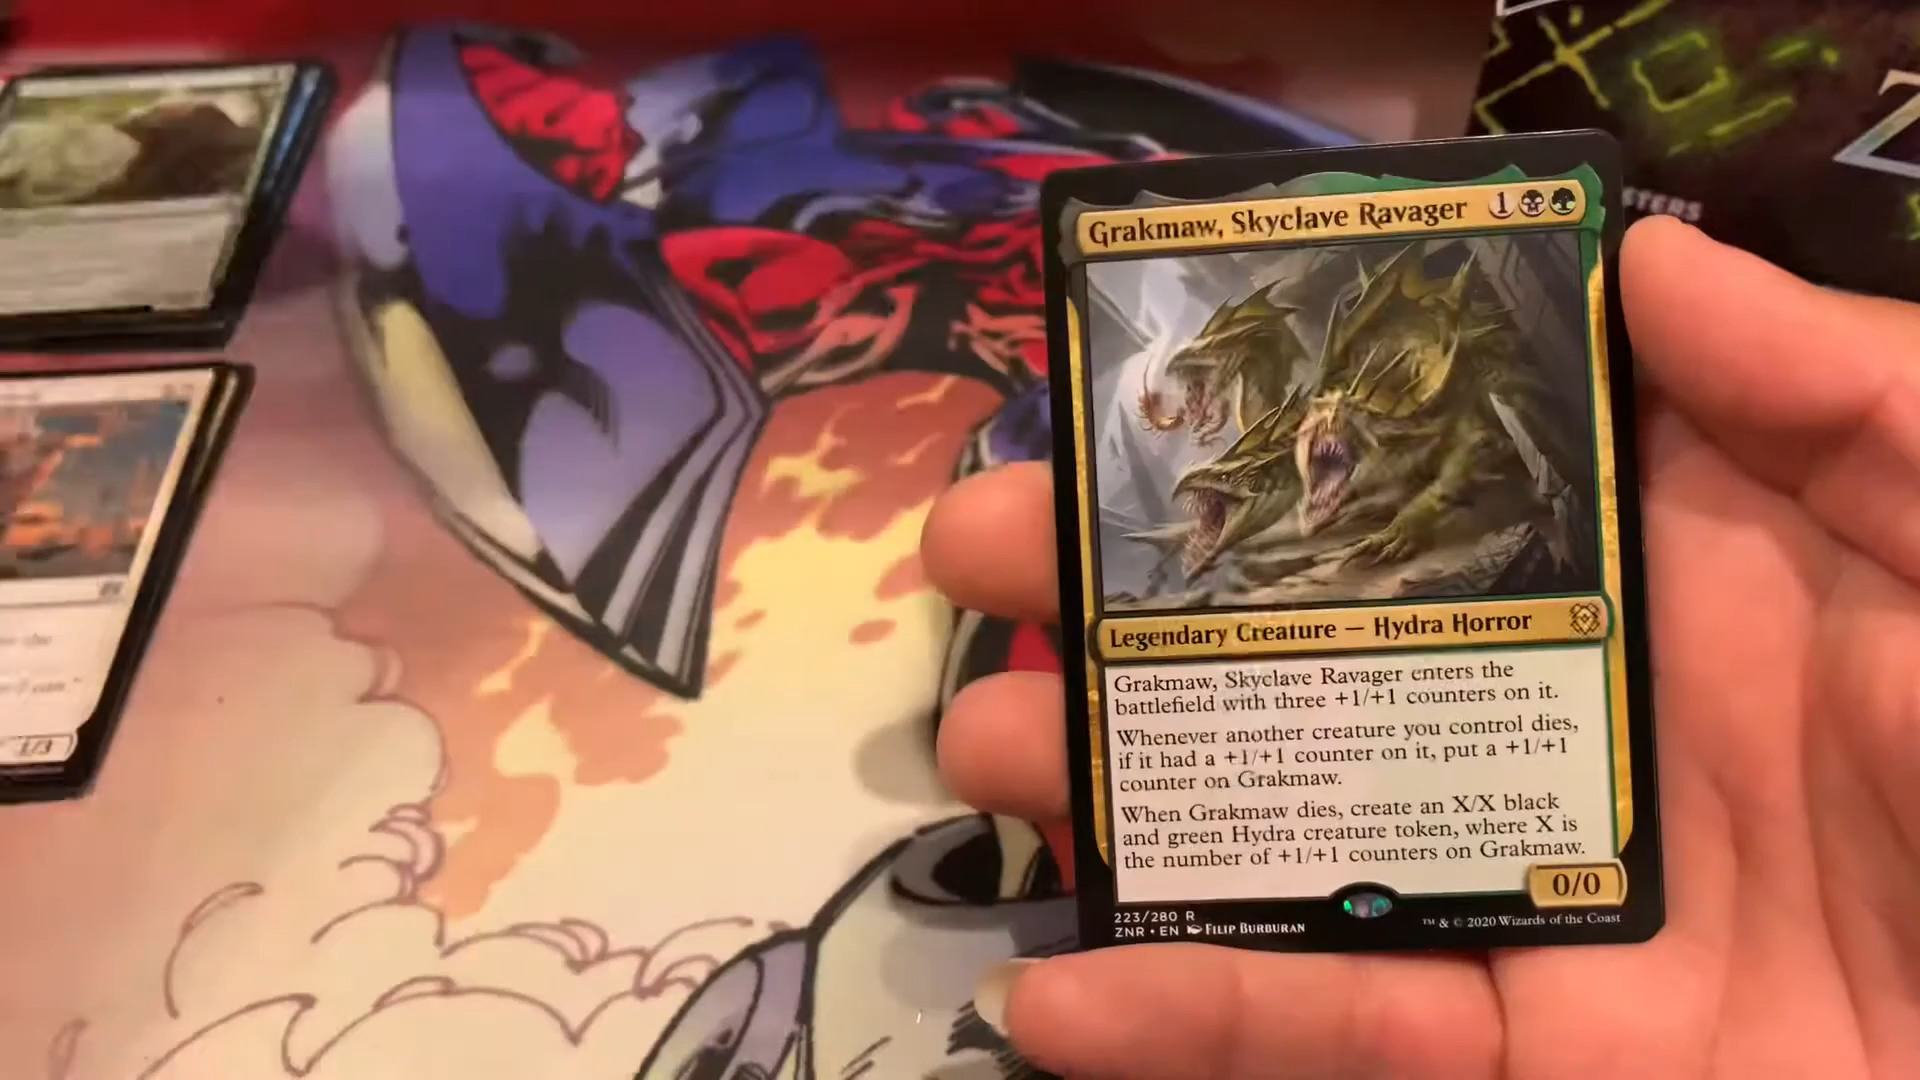 Grakmaw, Skyclave Ravager 1
Legendary Creature — Hydra Horror
Grakmaw, Skyclave Ravager enters the
battlefield with three +1/+1 counters on it.
Whenever another creature you control dies,
if it had a +1/+1 counter on it, put a +1/+1
counter on Grakmaw.
When Grakmaw dies, create an X/X black
and green Hydra creature token, where X is
the number of +1/+1 counters on Grakmaw.
0/0
223/280 R
ZNR • EN FILIP BURBURAN
™ & © 2020 Wizards of the Coast
1/3